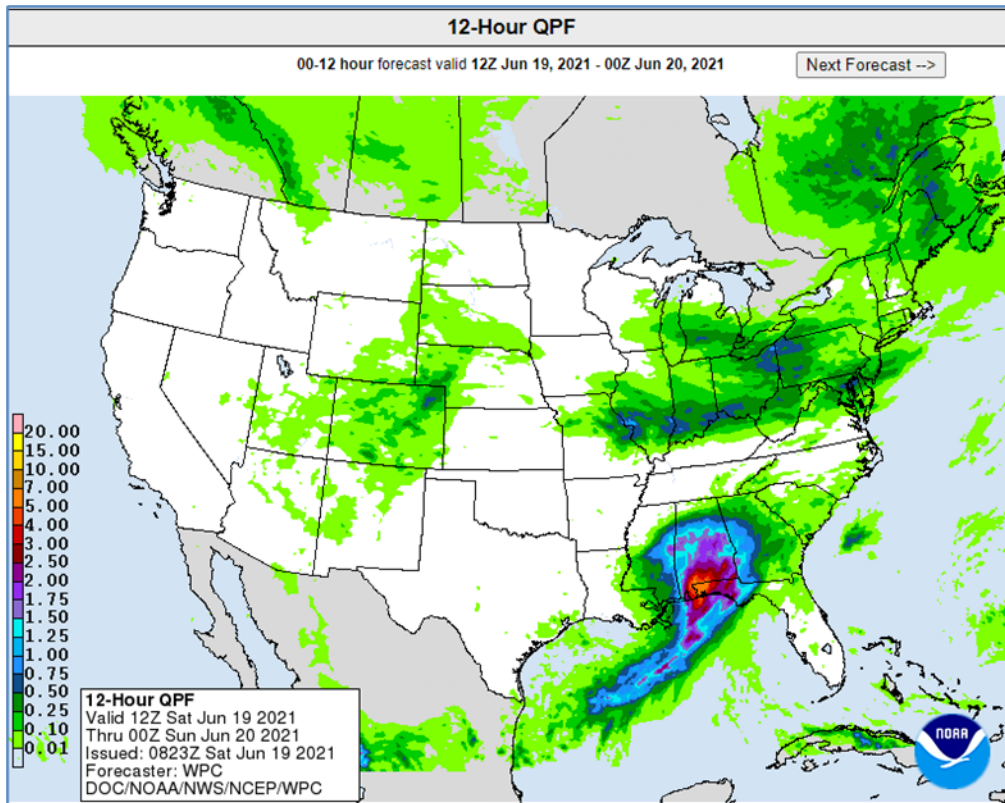 12-Hour QPF
00-12 hour forecast valid 12Z Jun 19, 2021 - 00Z Jun 20, 2021
Next Forecast -->
20.00
15.00
10.00
7.00
5.00
4.00
3.00
2.50
2.00
1.75
1.50
1.25
1.00
0.75
0.50
0.25
0.10
0.01
12-Hour QPF
Valid 12Z Sat Jun 19 2021
Thru 00Z Sun Jun 20 2021
Issued: 0823Z Sat Jun 19 2021
Forecaster: WPC
DOC/NOAA/NWS/NCEP/WPC
NOAA